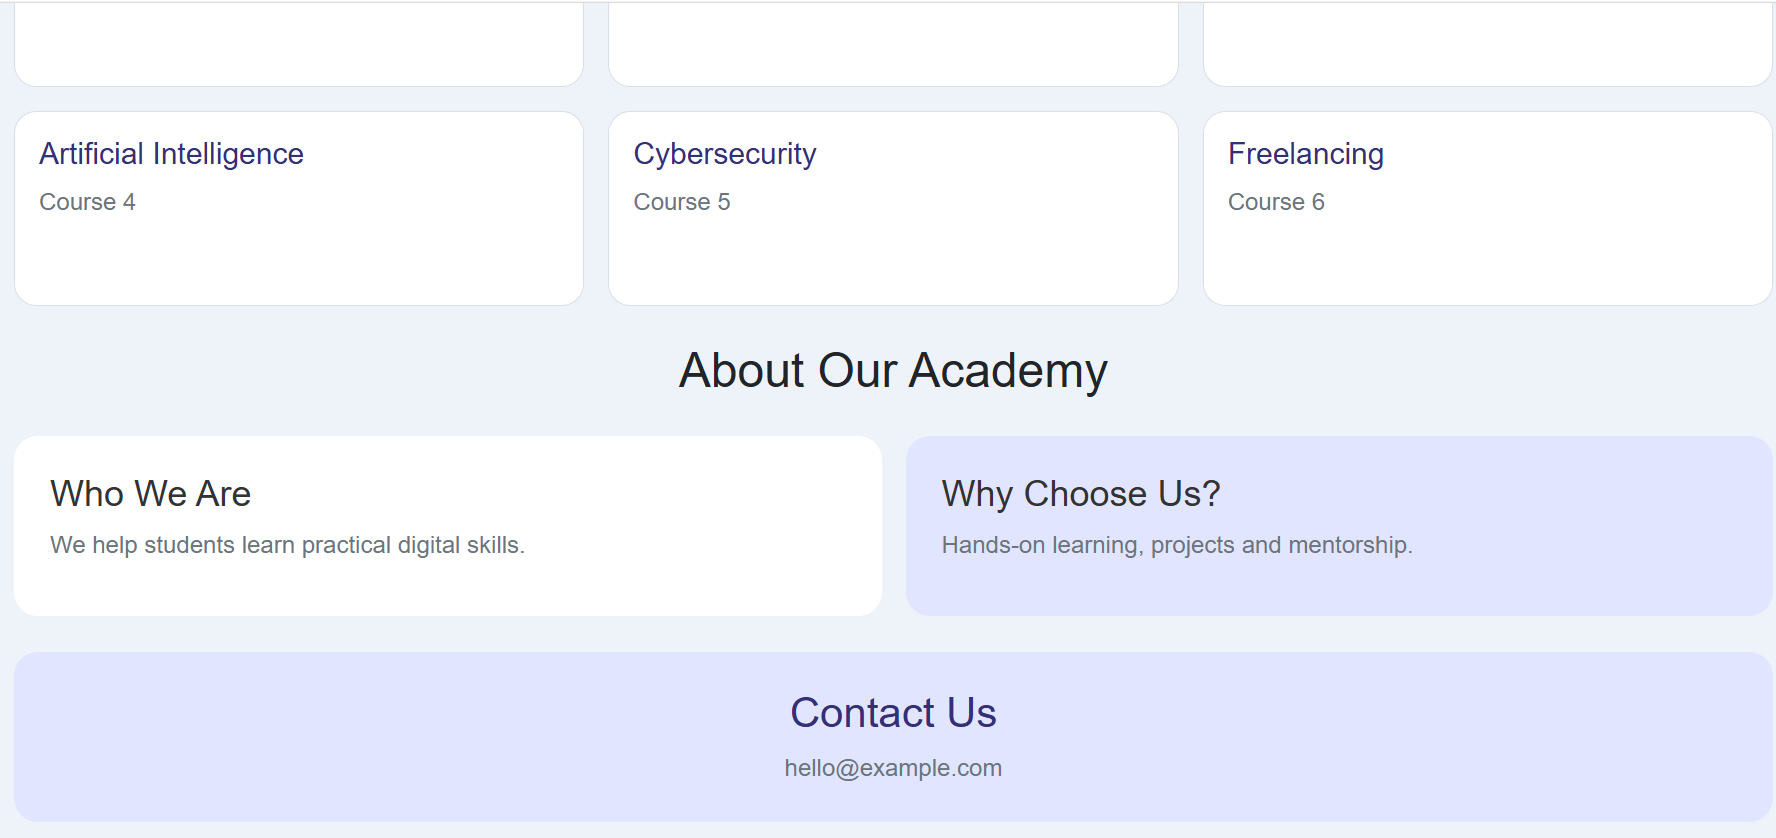 Artificial Intelligence
Course 4
Cybersecurity
Course 5
Freelancing
Course 6
About Our Academy
Who We Are
We help students learn practical digital skills.
Why Choose Us?
Hands-on learning, projects and mentorship.
Contact Us
hello@example.com